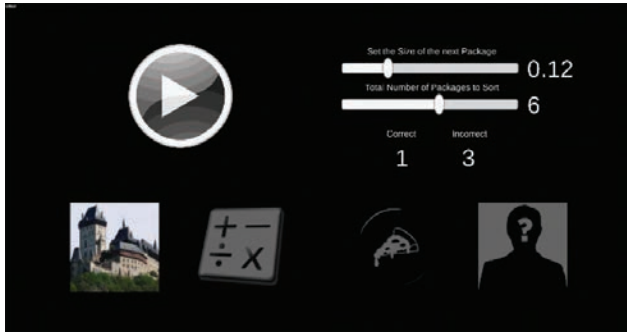 Set the Size of the next Package
0.12
Total Number of Packages to Sort
6
Correct Incorrect
1 3
+ − ÷ x
?